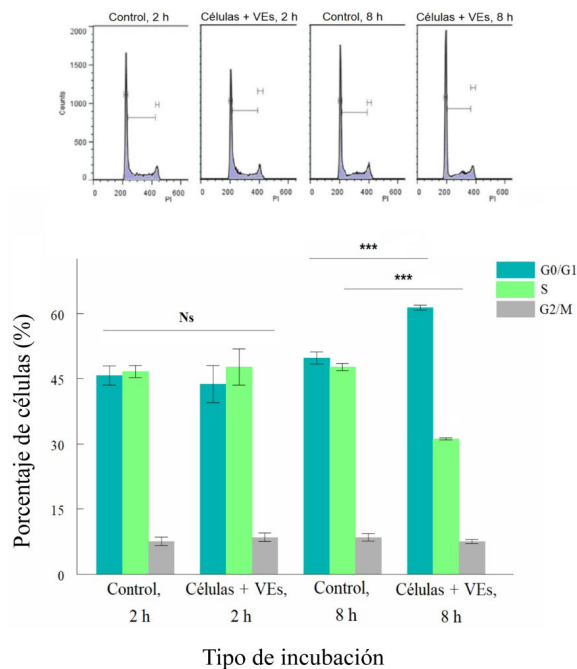 Control, 2 h
Células + VEs, 2 h
Control, 8 h
Células + VEs, 8 h
Counts
2000
1500
1000
500
0
0 200 400 600
PI
0 200 400 600
PI
0 200 400 600
PI
0 200 400 600
PI
***
***
Ns
G0/G1
S
G2/M
Porcentaje de células (%)
60
45
30
15
0
Control,
2 h
Células + VEs,
2 h
Control,
8 h
Células + VEs,
8 h
Tipo de incubación